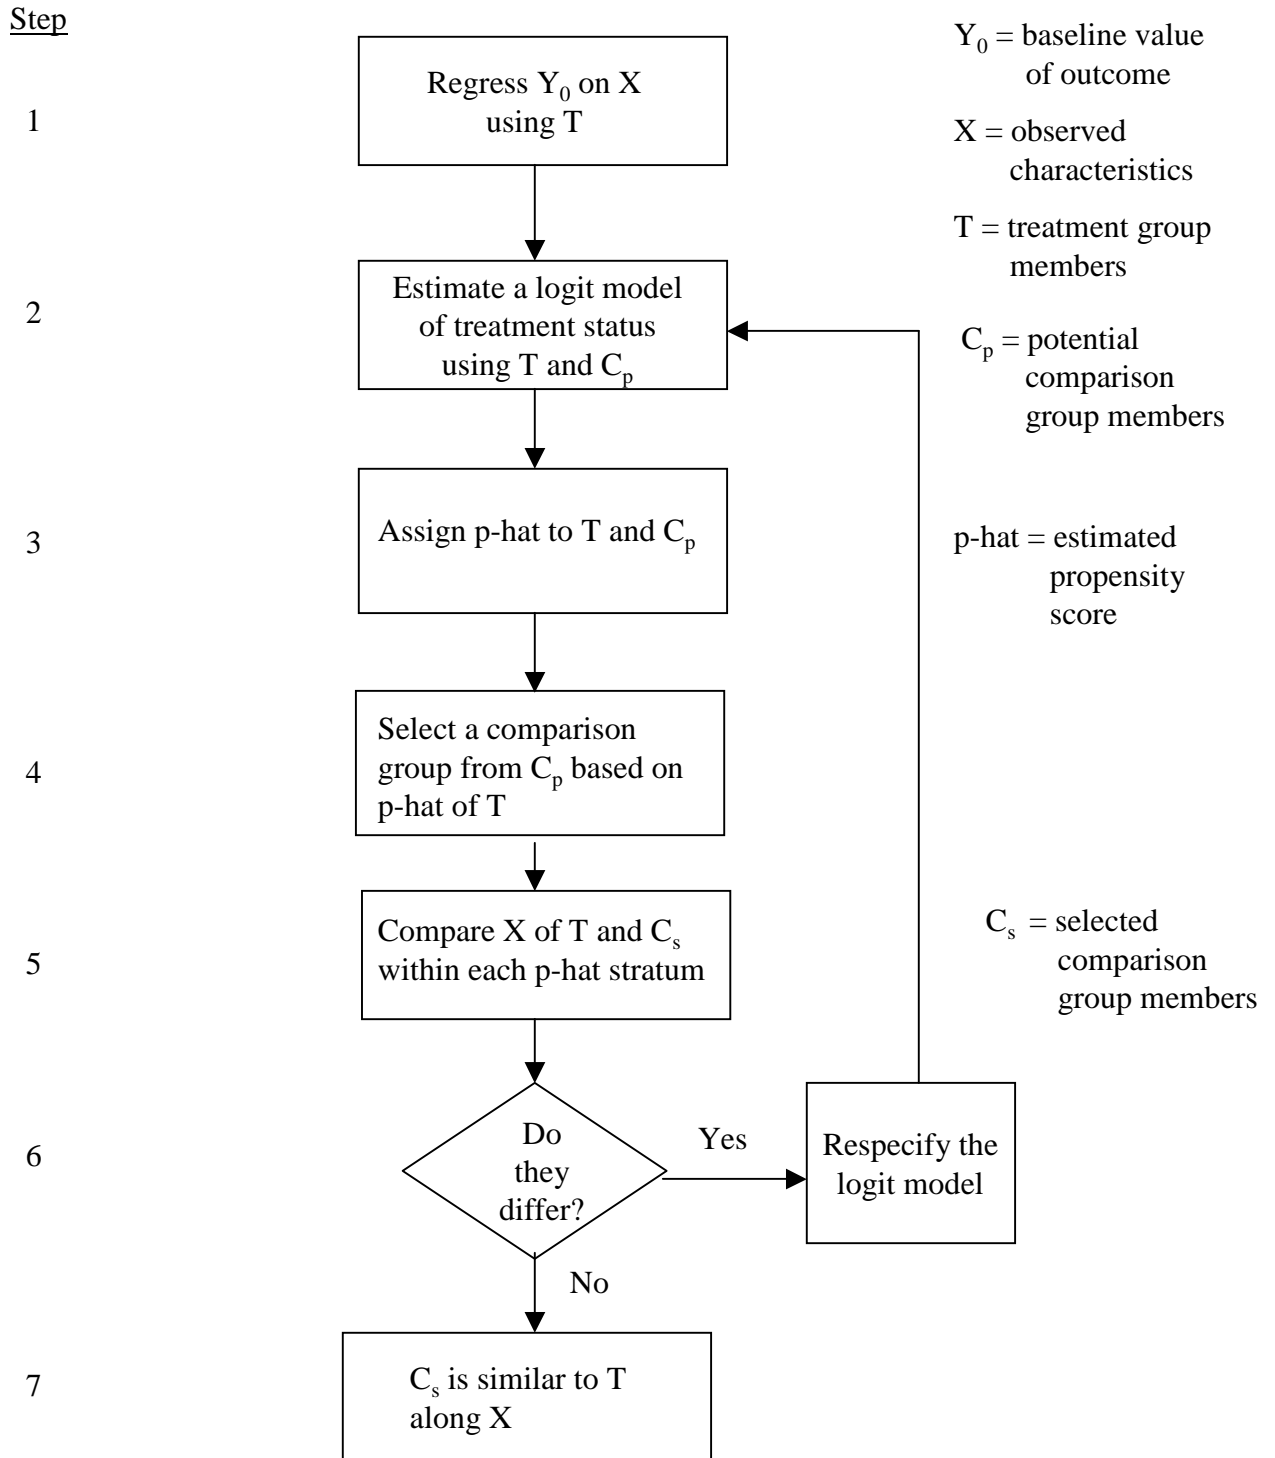 Step
1
Regress Y₀ on X
using T
Y₀ = baseline value
of outcome
X = observed
characteristics
T = treatment group
members
2
Estimate a logit model
of treatment status
using T and Cₚ
Cₚ = potential
comparison
group members
3
Assign p-hat to T and Cₚ
p-hat = estimated
propensity
score
4
Select a comparison
group from Cₚ based on
p-hat of T
5
Compare X of T and Cₛ
within each p-hat stratum
Cₛ = selected
comparison
group members
6
Do
they
differ?
Yes
Respecify the
logit model
No
7
Cₛ is similar to T
along X